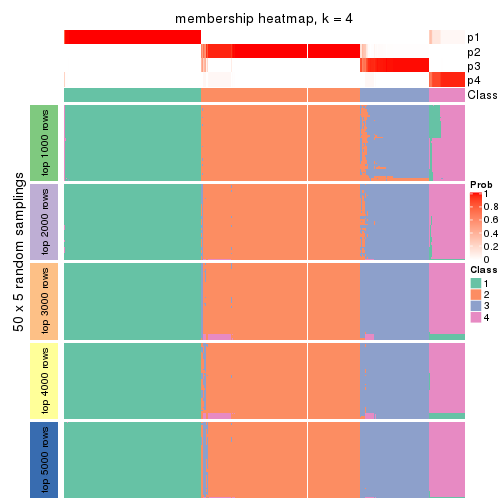 membership heatmap, k = 4
p1
p2
p3
p4
Class
50 x 5 random samplings
top 1000 rows
top 2000 rows
top 3000 rows
top 4000 rows
top 5000 rows
Prob
1
0.8
0.6
0.4
0.2
0
Class
1
2
3
4